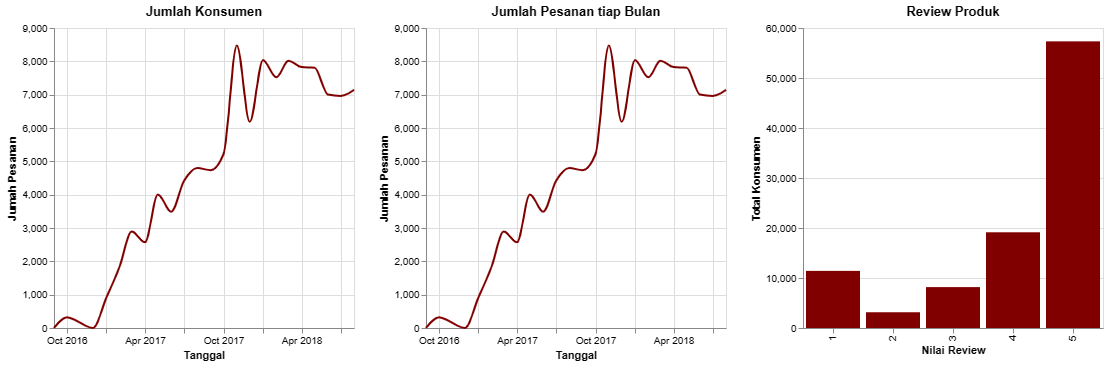 Jumlah Konsumen
9,000
8,000
7,000
6,000
5,000
4,000
3,000
2,000
1,000
0
Jumah Pesanan
Oct 2016
Apr 2017
Oct 2017
Apr 2018
Tanggal
Jumlah Pesanan tiap Bulan
9,000
8,000
7,000
6,000
5,000
4,000
3,000
2,000
1,000
0
Jumlah Pesanan
Oct 2016
Apr 2017
Oct 2017
Apr 2018
Tanggal
Review Produk
60,000
50,000
40,000
30,000
20,000
10,000
0
Total Konsumen
1
2
3
4
5
Nilai Review